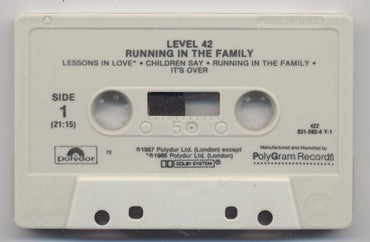 MADE IN U.S.A.
LEVEL 42
RUNNING IN THE FAMILY
LESSONS IN LOVE* • CHILDREN SAY • RUNNING IN THE FAMILY •
IT'S OVER
SIDE
1
(21:15)
5
422
831-593-4 Y-1
polydor
72
℗1987 Polydor Ltd. (London) except
*℗1986 Polydor Ltd. (London)
DOLBY SYSTEM
Manufactured and Marketed by
PolyGram Records